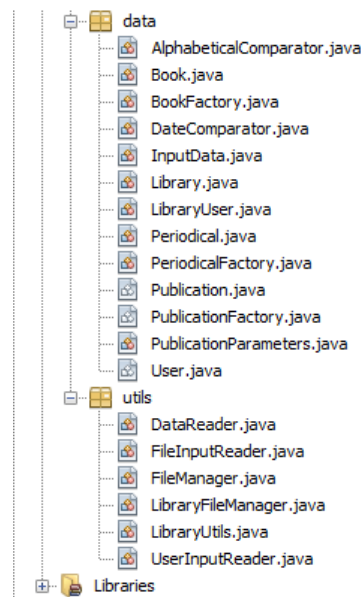 data
AlphabeticalComparator.java
Book.java
BookFactory.java
DateComparator.java
InputData.java
Library.java
LibraryUser.java
Periodical.java
PeriodicalFactory.java
Publication.java
PublicationFactory.java
PublicationParameters.java
User.java
utils
DataReader.java
FileInputReader.java
FileManager.java
LibraryFileManager.java
LibraryUtils.java
UserInputReader.java
Libraries